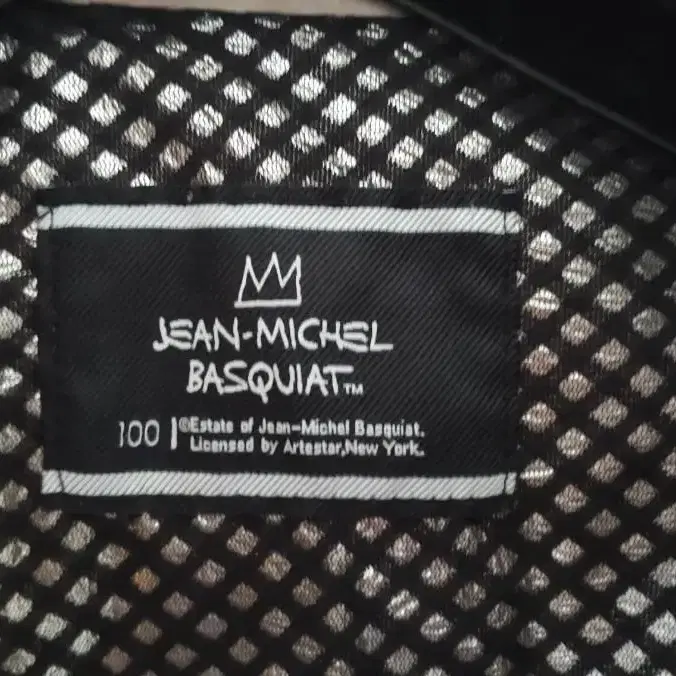 JEAN-MICHEL
BASQUIAT™
100 | ©Estate of Jean-Michel Basquiat.
Licensed by Artestar,New York.